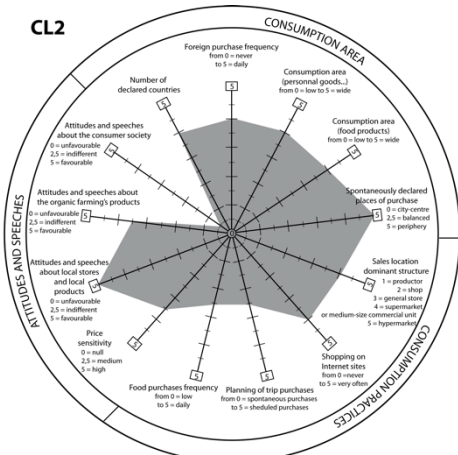 CL2
CONSUMPTION AREA
Foreign purchase frequency
from 0 = never
to 5 = daily
5
Number of
declared countries
5
Consumption area
(personnal goods...)
from 0 = low to 5 = wide
5
Attitudes and speeches
about the consumer society
0 = unfavourable
2,5 = indifferent
5 = favourable
5
Consumption area
(food products)
from 0 = low to 5 = wide
5
Attitudes and speeches about
the organic farming's products
0 = unfavourable
2,5 = indifferent
5 = favourable
5
Spontaneously declared
places of purchase
0 = city-centre
2,5 = balanced
5 = periphery
5
0
Attitudes and speeches
about local stores
and local
products
0 = unfavourable
2,5 = indifferent
5 = favourable
5
Sales location
dominant structure
1 = productor
2 = shop
3 = general store
4 = supermarket
or medium-size commercial unit
5 = hypermarket
5
Price
sensitivity
0 = null
2,5 = medium
5 = high
5
Shopping on
Internet sites
from 0 =never
to 5 = very often
5
Food purchases frequency
from 0 = low
to 5 = daily
5
Planning of trip purchases
from 0 = spontaneous purchases
to 5 = sheduled purchases
5
ATTITUDES AND SPEECHES
CONSUMPTION PRACTICES